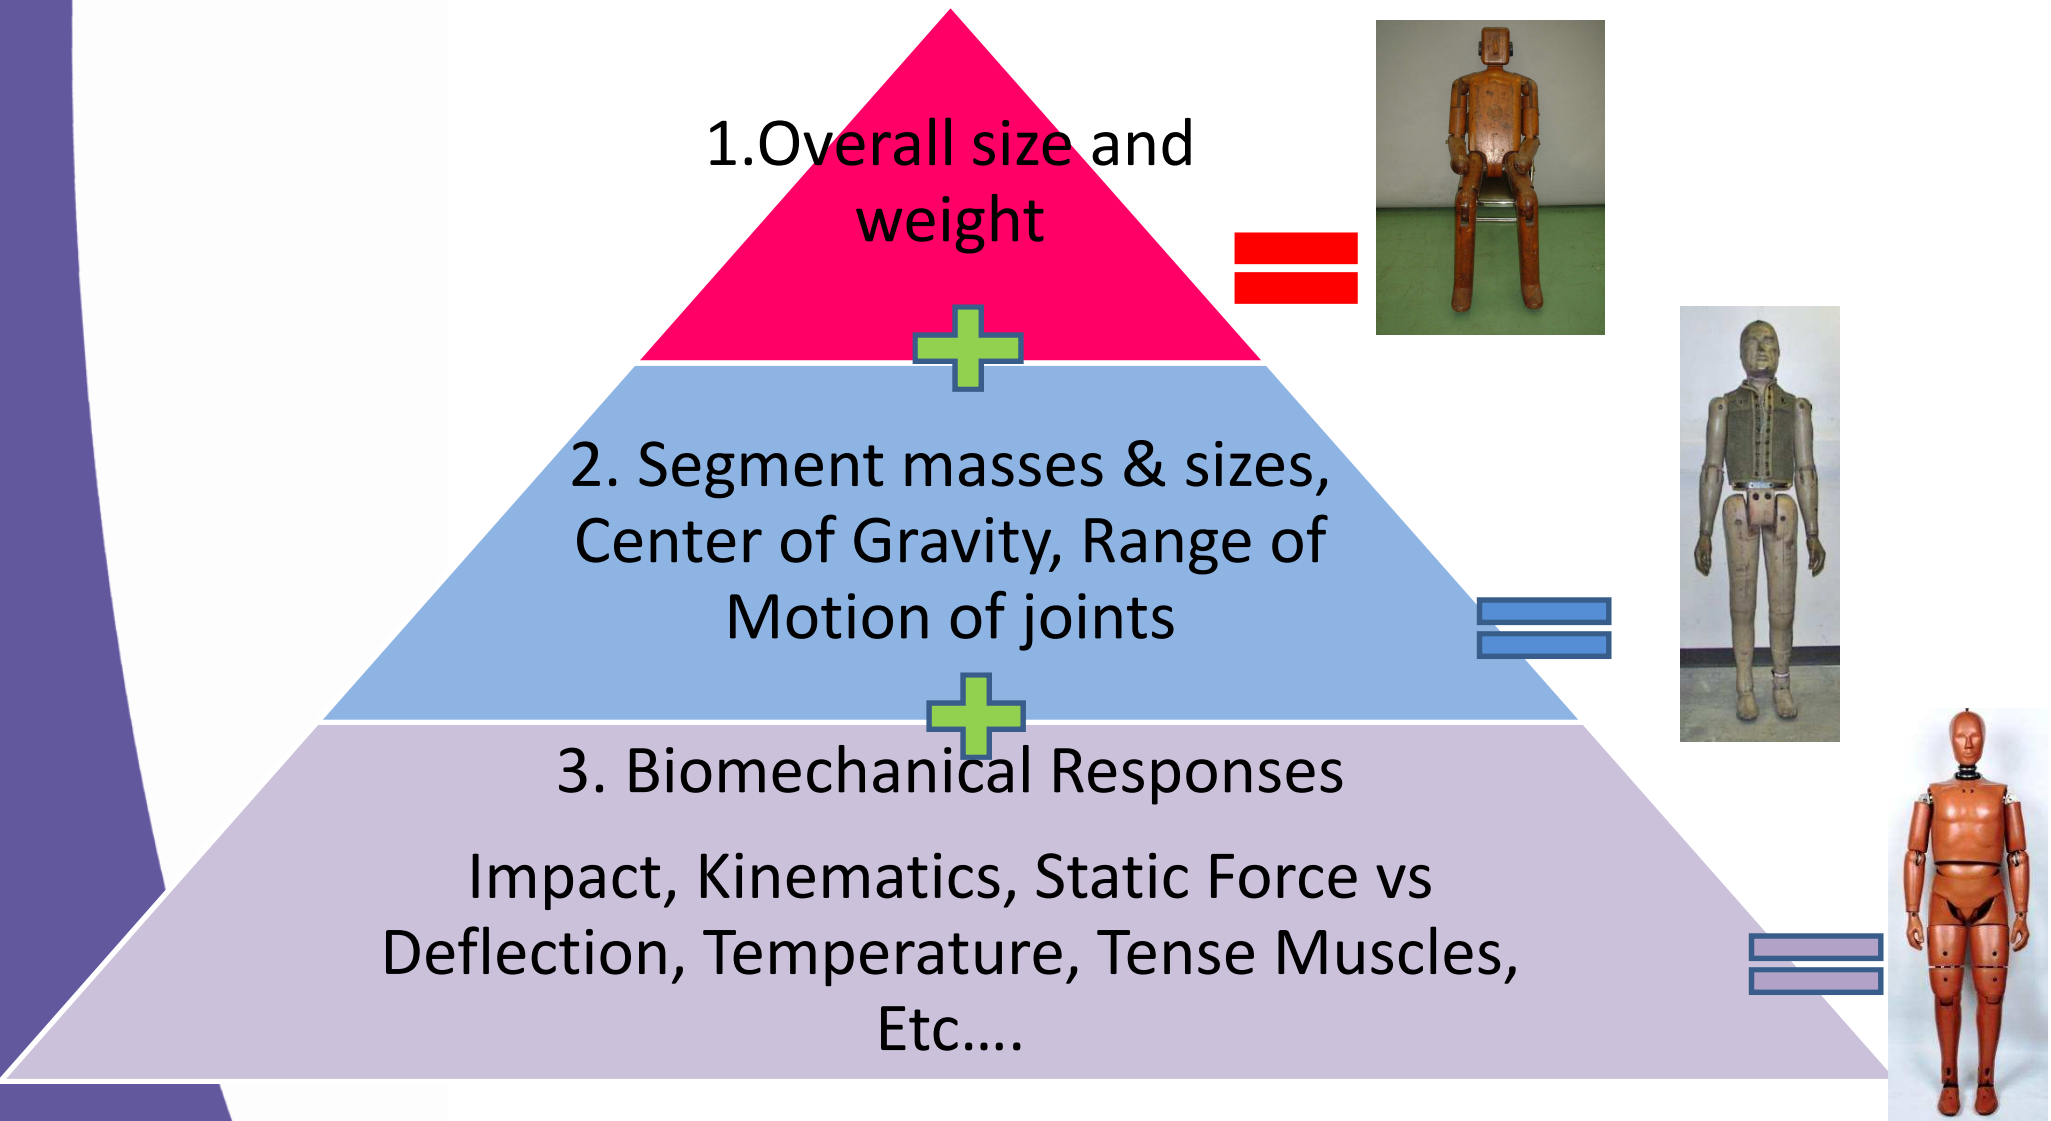 1.Overall size and
weight
2. Segment masses & sizes,
Center of Gravity, Range of
Motion of joints
3. Biomechanical Responses
Impact, Kinematics, Static Force vs
Deflection, Temperature, Tense Muscles,
Etc….